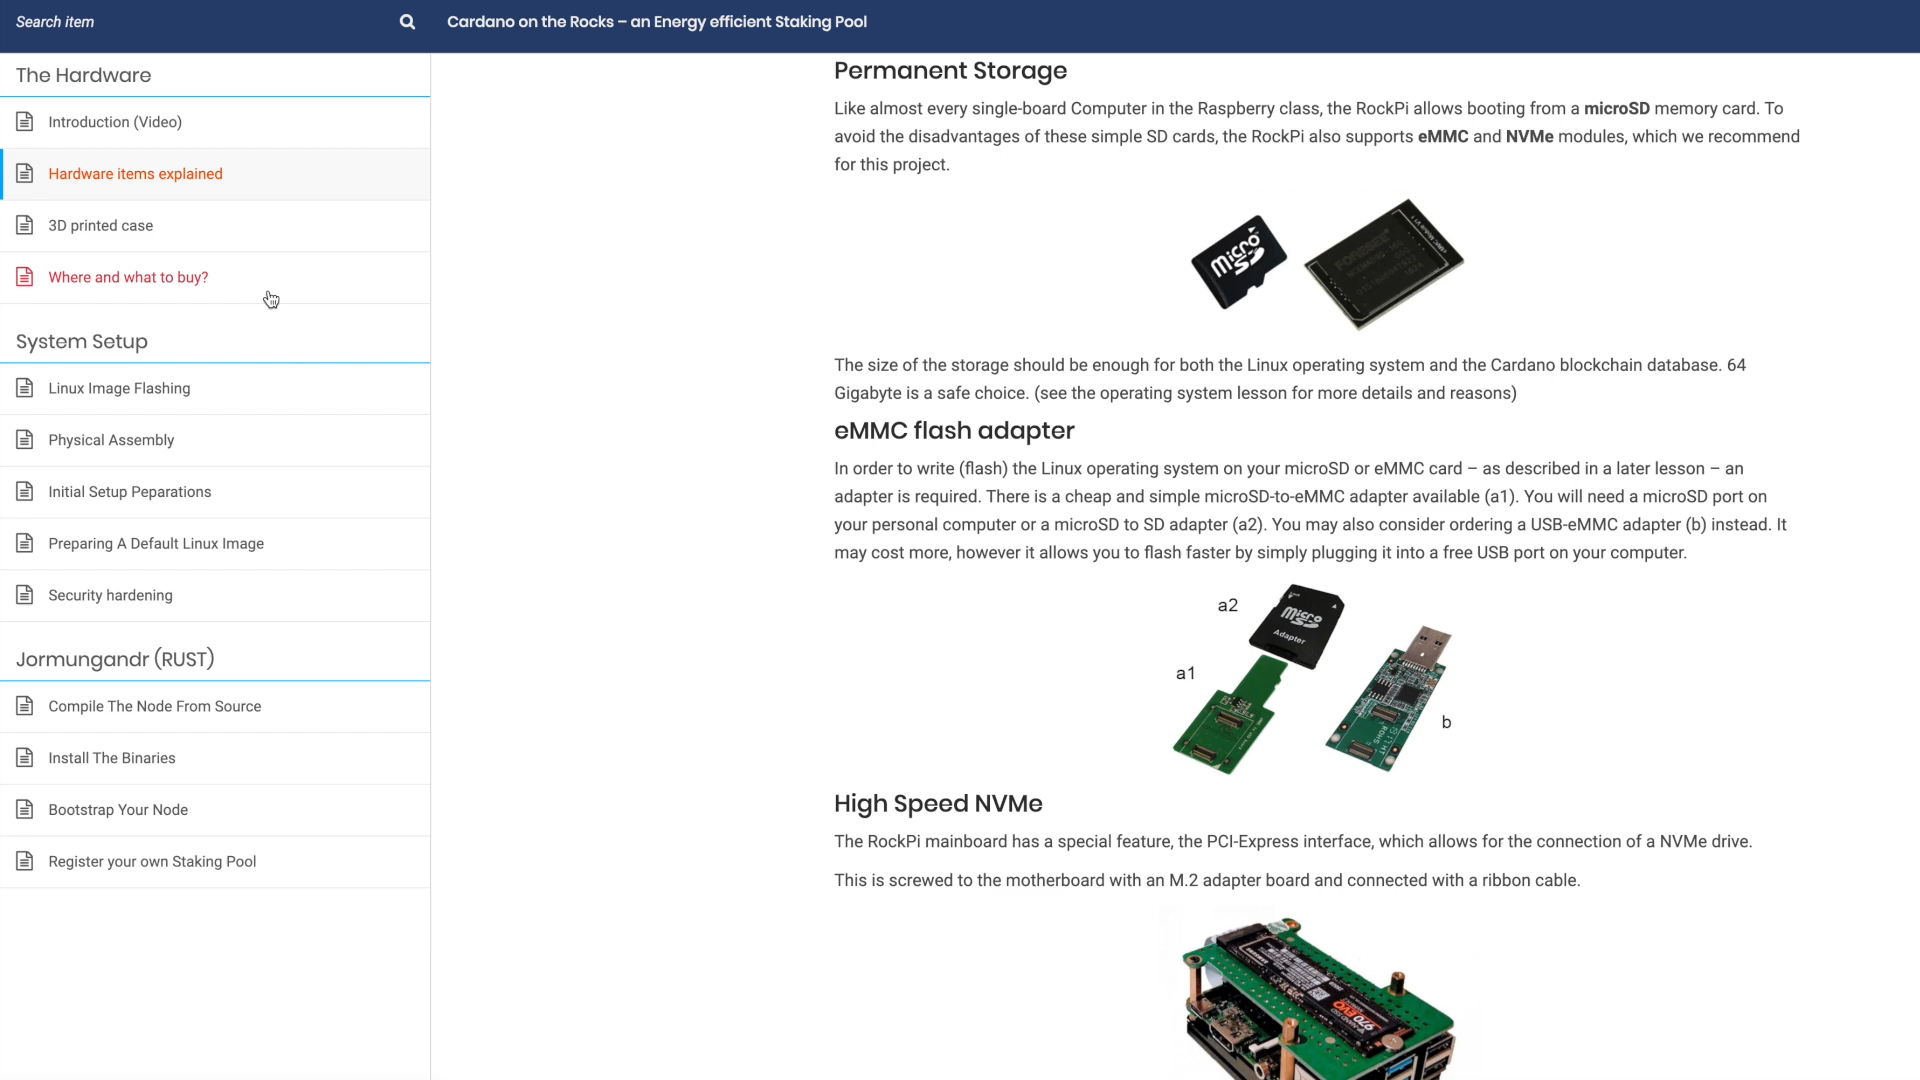 Search item
Cardano on the Rocks – an Energy efficient Staking Pool
The Hardware
Introduction (Video)
Hardware items explained
3D printed case
Where and what to buy?
System Setup
Linux Image Flashing
Physical Assembly
Initial Setup Peparations
Preparing A Default Linux Image
Security hardening
Jormungandr (RUST)
Compile The Node From Source
Install The Binaries
Bootstrap Your Node
Register your own Staking Pool
Permanent Storage
Like almost every single-board Computer in the Raspberry class, the RockPi allows booting from a microSD memory card. To
avoid the disadvantages of these simple SD cards, the RockPi also supports eMMC and NVMe modules, which we recommend
for this project.
Micro
SD
FORESEE
The size of the storage should be enough for both the Linux operating system and the Cardano blockchain database. 64
Gigabyte is a safe choice. (see the operating system lesson for more details and reasons)
eMMC flash adapter
In order to write (flash) the Linux operating system on your microSD or eMMC card – as described in a later lesson – an
adapter is required. There is a cheap and simple microSD-to-eMMC adapter available (a1). You will need a microSD port on
your personal computer or a microSD to SD adapter (a2). You may also consider ordering a USB-eMMC adapter (b) instead. It
may cost more, however it allows you to flash faster by simply plugging it into a free USB port on your computer.
a2
Micro
SD
Adapter
a1
b
High Speed NVMe
The RockPi mainboard has a special feature, the PCI-Express interface, which allows for the connection of a NVMe drive.
This is screwed to the motherboard with an M.2 adapter board and connected with a ribbon cable.
970 EVO